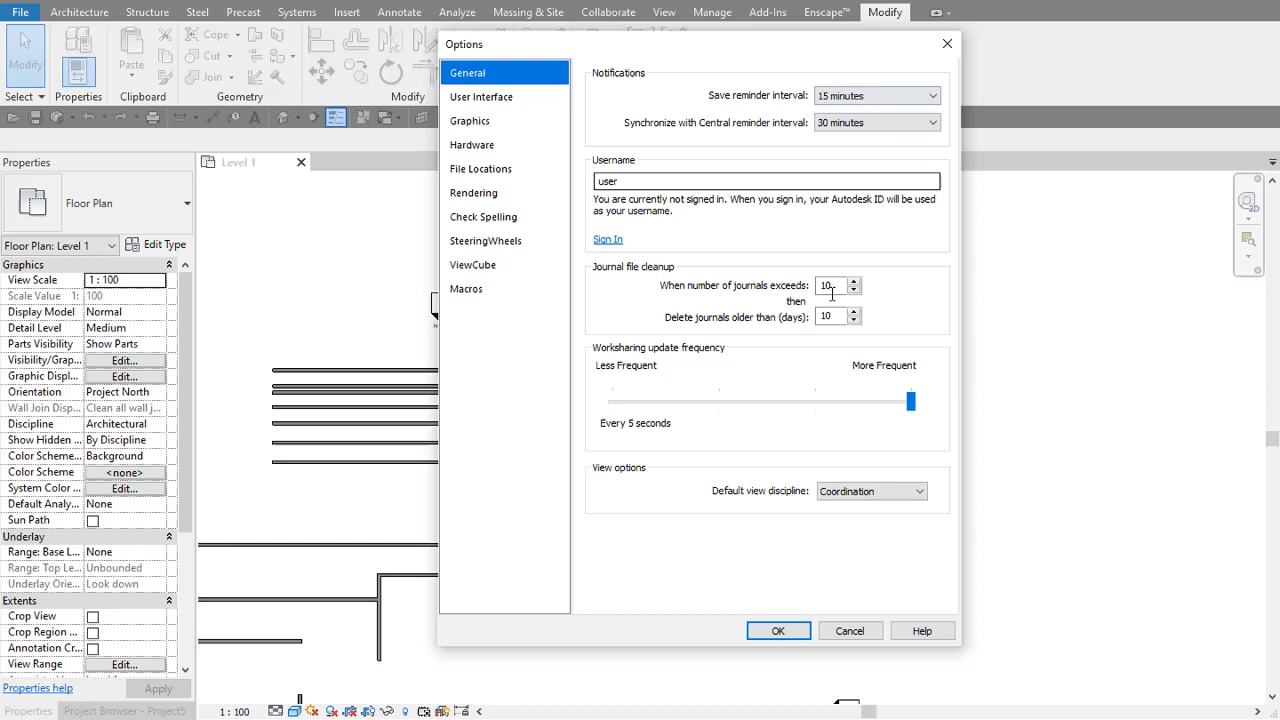 File Architecture Structure Steel Precast Systems Insert Annotate Analyze Massing & Site Collaborate View Manage Add-Ins Enscape™ Modify
Modify
Paste
Cope
Cut
Join
Select Properties Clipboard Geometry Modify
Options
General
User Interface
Graphics
Hardware
File Locations
Rendering
Check Spelling
SteeringWheels
ViewCube
Macros
Notifications
Save reminder interval: 15 minutes
Synchronize with Central reminder interval: 30 minutes
Username
user
You are currently not signed in. When you sign in, your Autodesk ID will be used
as your username.
Sign In
Journal file cleanup
When number of journals exceeds: 10
then
Delete journals older than (days): 10
Worksharing update frequency
Less Frequent More Frequent
Every 5 seconds
View options
Default view discipline: Coordination
OK Cancel Help
Properties
Level 1
Floor Plan
Floor Plan: Level 1 Edit Type
Graphics
View Scale 1 : 100
Scale Value 1: 100
Display Model Normal
Detail Level Medium
Parts Visibility Show Parts
Visibility/Grap... Edit...
Graphic Displ... Edit...
Orientation Project North
Wall Join Disp... Clean all wall j...
Discipline Architectural
Show Hidden ... By Discipline
Color Scheme ... Background
Color Scheme <none>
System Color ... Edit...
Default Analy... None
Sun Path
Underlay
Range: Base L... None
Range: Top Le... Unbounded
Underlay Orie... Look down
Extents
Crop View
Crop Region ...
Annotation Cr...
View Range Edit...
Properties help Apply
Properties Project Browser - Project5
1 : 100
2D